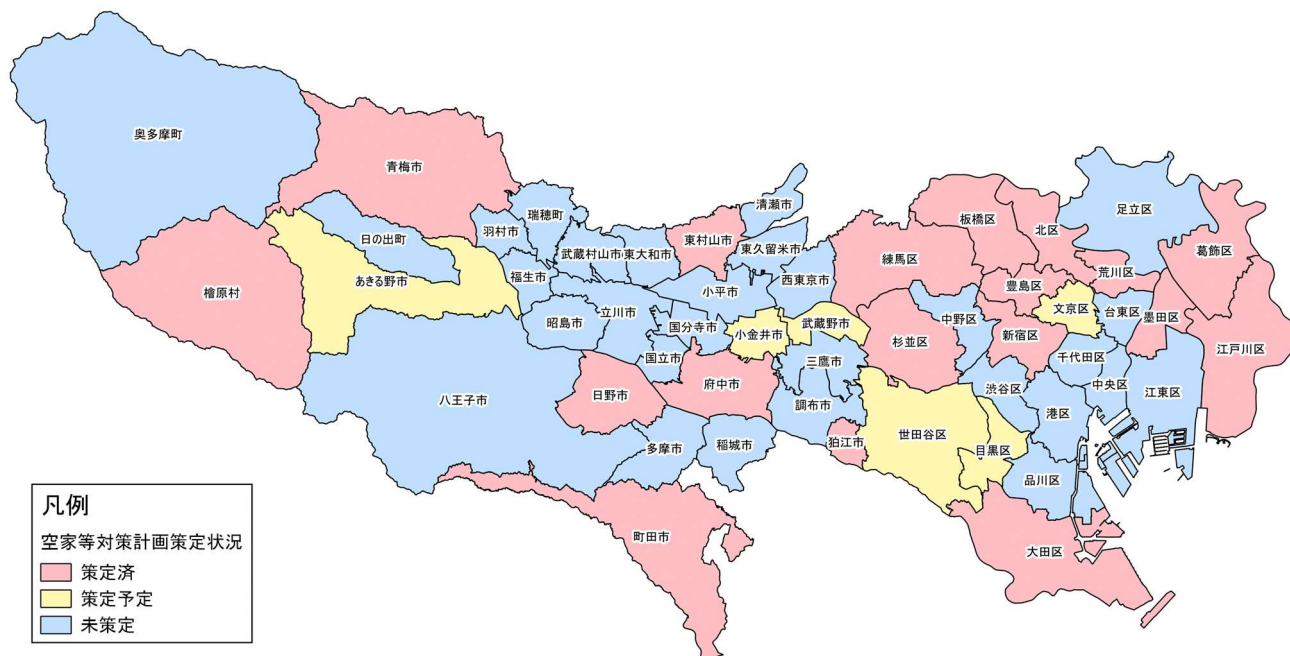 奥多摩町
青梅市
瑞穂町
羽村市
日の出町
あきる野市
檜原村
福生市
武蔵村山市
東大和市
東村山市
清瀬市
東久留米市
西東京市
小平市
立川市
昭島市
国分寺市
国立市
小金井市
武蔵野市
三鷹市
調布市
府中市
日野市
八王子市
多摩市
稲城市
狛江市
町田市
練馬区
板橋区
北区
足立区
葛飾区
荒川区
豊島区
文京区
台東区
墨田区
江戸川区
中野区
杉並区
新宿区
千代田区
中央区
江東区
渋谷区
港区
世田谷区
目黒区
品川区
大田区
凡例
空家等対策計画策定状況
策定済
策定予定
未策定